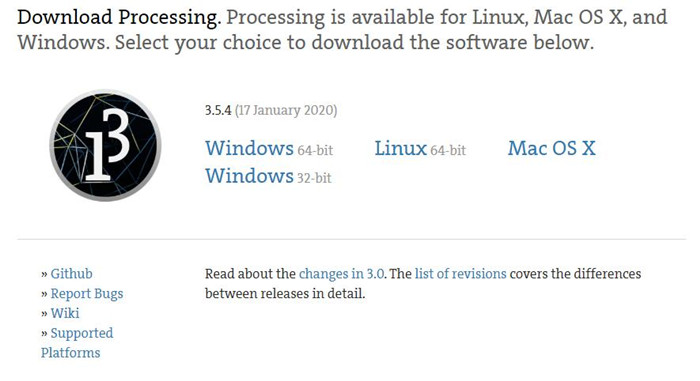 Download Processing. Processing is available for Linux, Mac OS X, and
Windows. Select your choice to download the software below.
3
1
3.5.4 (17 January 2020)
Windows 64-bit Linux 64-bit Mac OS X
Windows 32-bit
» Github
» Report Bugs
» Wiki
» Supported
Platforms
Read about the changes in 3.0. The list of revisions covers the differences
between releases in detail.